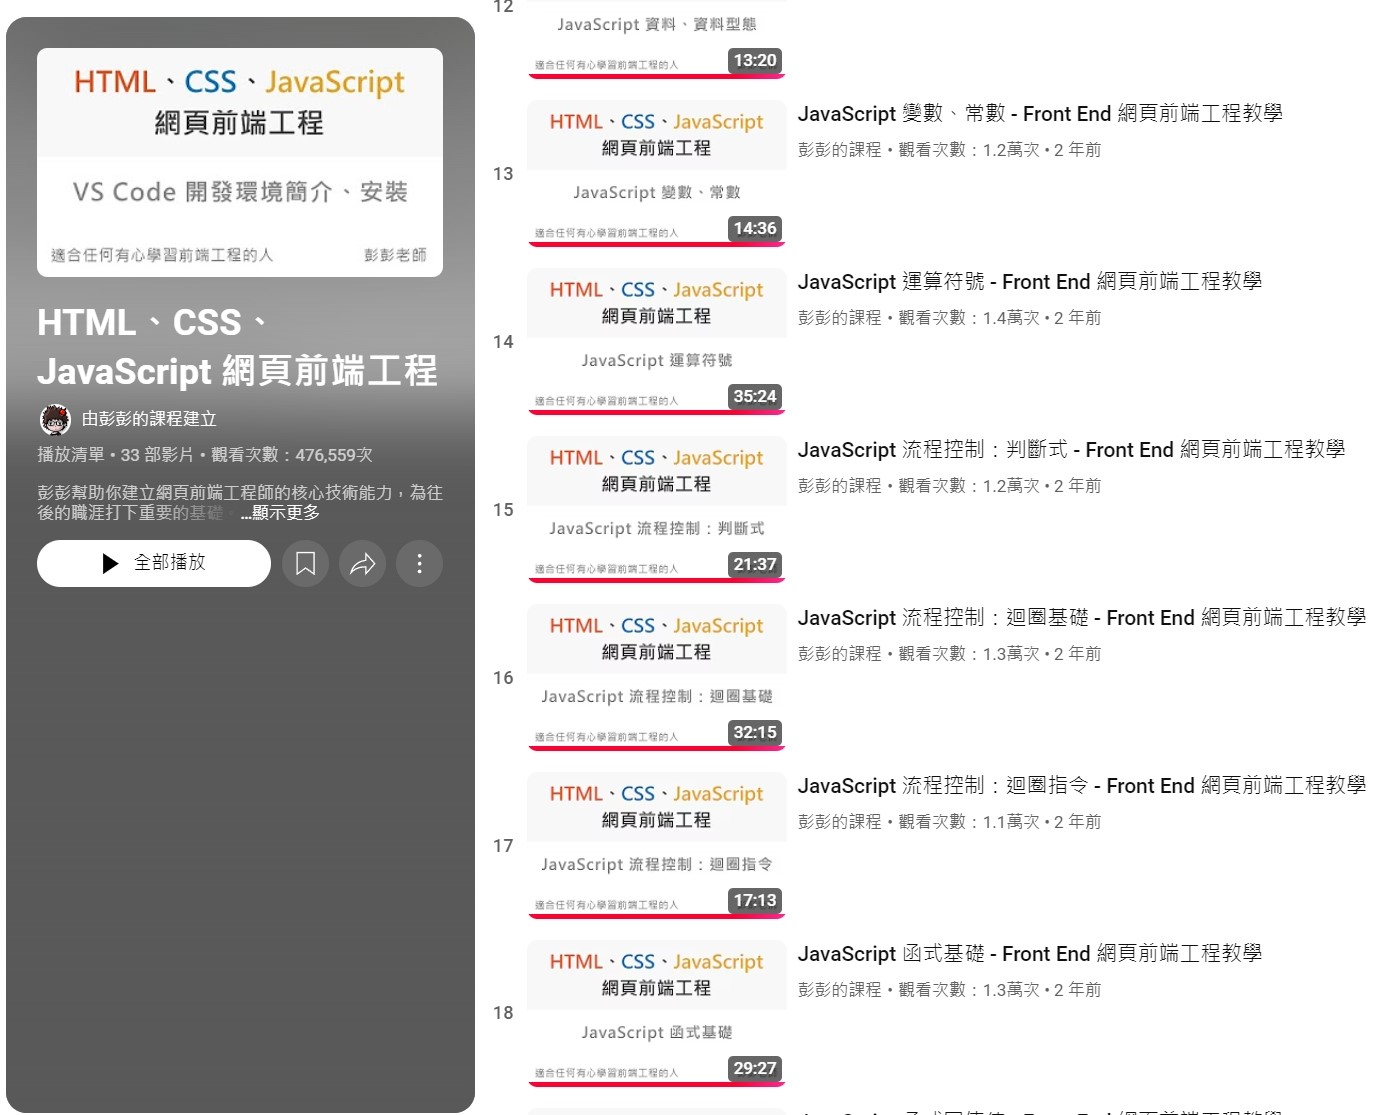 HTML、CSS、JavaScript
網頁前端工程
VS Code 開發環境簡介、安裝
適合任何有心學習前端工程的人
彭彭老師
HTML、CSS、
JavaScript 網頁前端工程
由彭彭的課程建立
播放清單 • 33 部影片 • 觀看次數：476,559次
彭彭幫助你建立網頁前端工程師的核心技術能力，為往
後的職涯打下重要的基礎 ...顯示更多
全部播放
12
JavaScript 資料、資料型態
適合任何有心學習前端工程的人
13:20
13
HTML、CSS、JavaScript
網頁前端工程
JavaScript 變數、常數
適合任何有心學習前端工程的人
14:36
JavaScript 變數、常數 - Front End 網頁前端工程教學
彭彭的課程 • 觀看次數：1.2萬次 • 2 年前
14
HTML、CSS、JavaScript
網頁前端工程
JavaScript 運算符號
適合任何有心學習前端工程的人
35:24
JavaScript 運算符號 - Front End 網頁前端工程教學
彭彭的課程 • 觀看次數：1.4萬次 • 2 年前
15
HTML、CSS、JavaScript
網頁前端工程
JavaScript 流程控制：判斷式
適合任何有心學習前端工程的人
21:37
JavaScript 流程控制：判斷式 - Front End 網頁前端工程教學
彭彭的課程 • 觀看次數：1.2萬次 • 2 年前
16
HTML、CSS、JavaScript
網頁前端工程
JavaScript 流程控制：迴圈基礎
適合任何有心學習前端工程的人
32:15
JavaScript 流程控制：迴圈基礎 - Front End 網頁前端工程教學
彭彭的課程 • 觀看次數：1.3萬次 • 2 年前
17
HTML、CSS、JavaScript
網頁前端工程
JavaScript 流程控制：迴圈指令
適合任何有心學習前端工程的人
17:13
JavaScript 流程控制：迴圈指令 - Front End 網頁前端工程教學
彭彭的課程 • 觀看次數：1.1萬次 • 2 年前
18
HTML、CSS、JavaScript
網頁前端工程
JavaScript 函式基礎
適合任何有心學習前端工程的人
29:27
JavaScript 函式基礎 - Front End 網頁前端工程教學
彭彭的課程 • 觀看次數：1.3萬次 • 2 年前